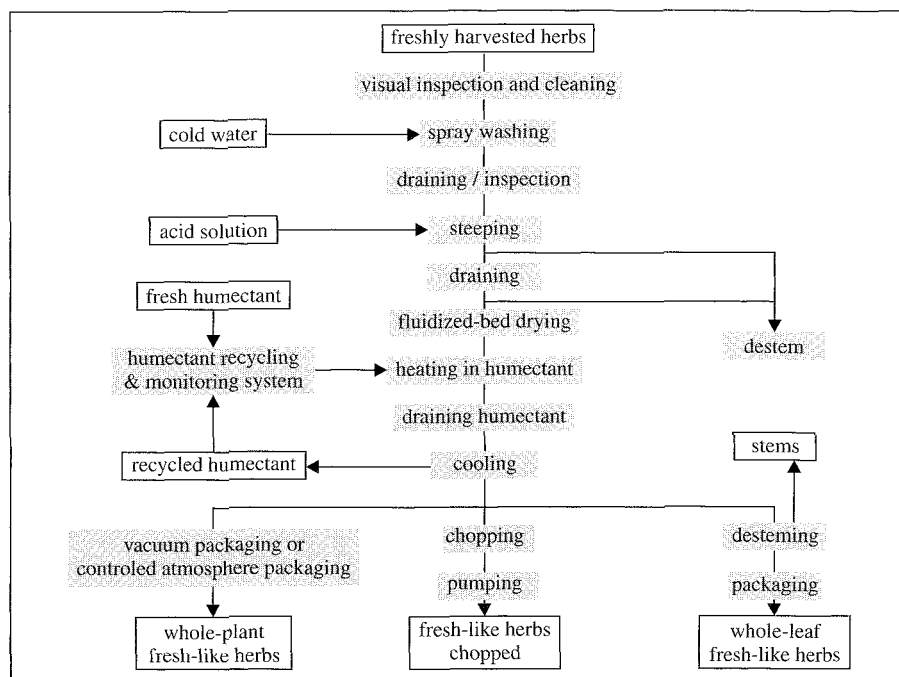 freshly harvested herbs
visual inspection and cleaning
cold water
spray washing
draining / inspection
acid solution
steeping
draining
fresh humectant
fluidized-bed drying
destem
humectant recycling
& monitoring system
heating in humectant
draining humectant
stems
recycled humectant
cooling
vacuum packaging or
controled atmosphere packaging
chopping
desteming
pumping
packaging
whole-plant
fresh-like herbs
fresh-like herbs
chopped
whole-leaf
fresh-like herbs